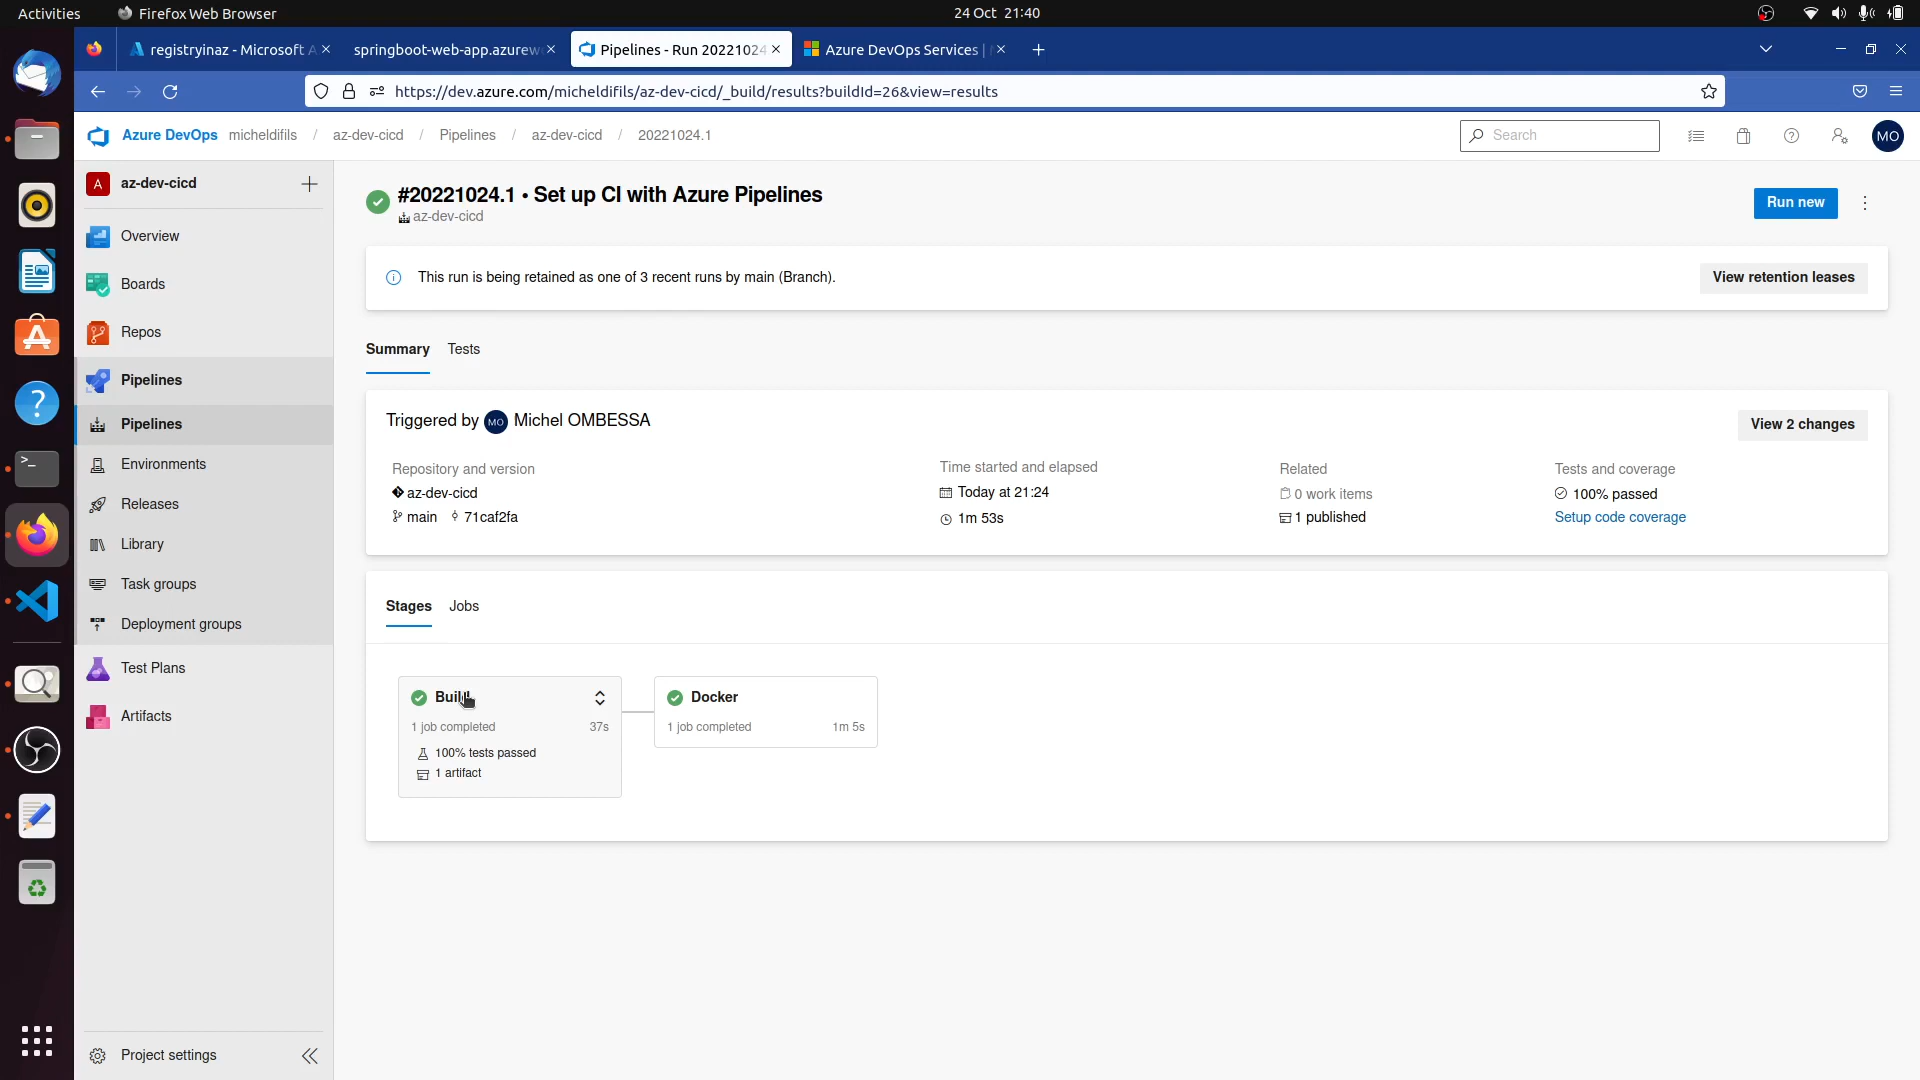 Activities
Firefox Web Browser
24 Oct 21:40
registryinaz - Microsoft A
springboot-web-app.azurew
Pipelines - Run 20221024
Azure DevOps Services |
https://dev.azure.com/micheldifils/az-dev-cicd/_build/results?buildId=26&view=results
Azure DevOps
micheldifils / az-dev-cicd / Pipelines / az-dev-cicd / 20221024.1
Search
MO
A
az-dev-cicd
Overview
Boards
Repos
Pipelines
Pipelines
Environments
Releases
Library
Task groups
Deployment groups
Test Plans
Artifacts
Project settings
#20221024.1 • Set up CI with Azure Pipelines
az-dev-cicd
Run new
This run is being retained as one of 3 recent runs by main (Branch).
View retention leases
Summary
Tests
Triggered by MO Michel OMBESSA
View 2 changes
Repository and version
az-dev-cicd
main 71caf2fa
Time started and elapsed
Today at 21:24
1m 53s
Related
0 work items
1 published
Tests and coverage
100% passed
Setup code coverage
Stages
Jobs
Build
1 job completed 37s
100% tests passed
1 artifact
Docker
1 job completed 1m 5s